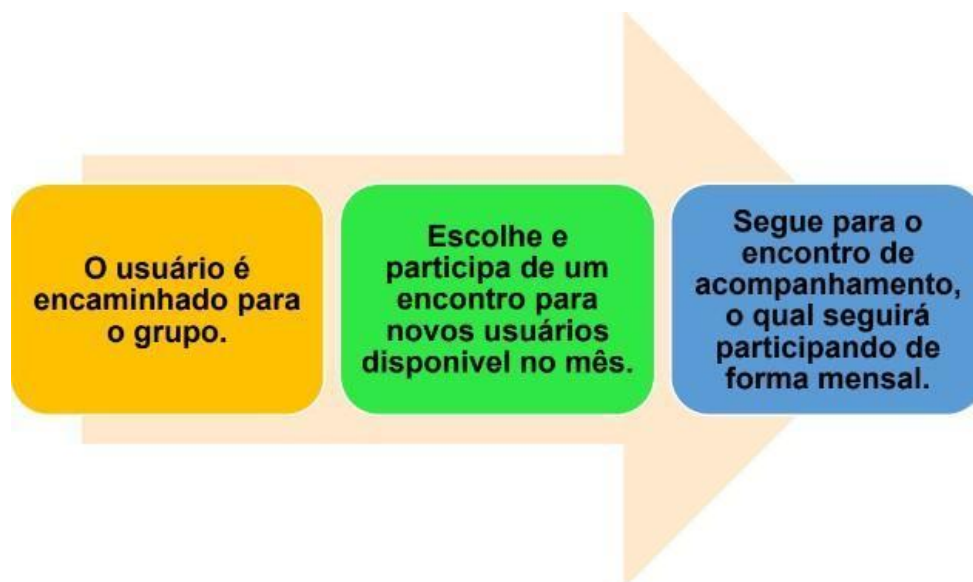 O usuário é
encaminhado para
o grupo.
Escolhe e
participa de um
encontro para
novos usuários
disponivel no mês.
Segue para o
encontro de
acompanhamento,
o qual seguirá
participando de
forma mensal.